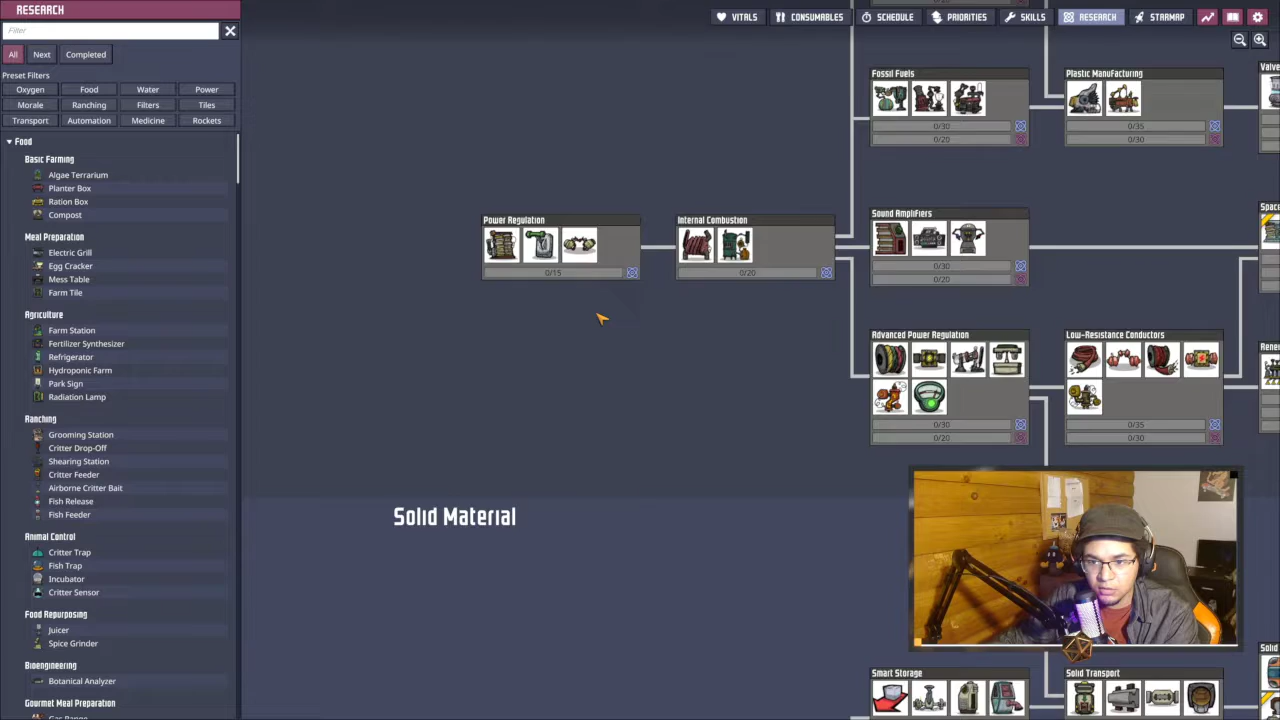 RESEARCH
Filter
All Next Completed
Preset Filters
Oxygen Food Water Power
Morale Ranching Filters Tiles
Transport Automation Medicine Rockets
Food
Basic Farming
Algae Terrarium
Planter Box
Ration Box
Compost
Meal Preparation
Electric Grill
Egg Cracker
Mess Table
Farm Tile
Agriculture
Farm Station
Fertilizer Synthesizer
Refrigerator
Hydroponic Farm
Park Sign
Radiation Lamp
Ranching
Grooming Station
Critter Drop-Off
Shearing Station
Critter Feeder
Airborne Critter Bait
Fish Release
Fish Feeder
Animal Control
Critter Trap
Fish Trap
Incubator
Critter Sensor
Food Repurposing
Juicer
Spice Grinder
Bioengineering
Botanical Analyzer
Gourmet Meal Preparation
Gas Range
VITALS CONSUMABLES SCHEDULE PRIORITIES SKILLS RESEARCH STARMAP
Fossil Fuels
0/30
0/20
Plastic Manufacturing
0/35
0/30
Power Regulation
0/15
Internal Combustion
0/20
Sound Amplifiers
0/30
0/20
Advanced Power Regulation
0/30
0/20
Low-Resistance Conductors
0/35
0/30
Solid Material
Smart Storage
Solid Transport
Solid